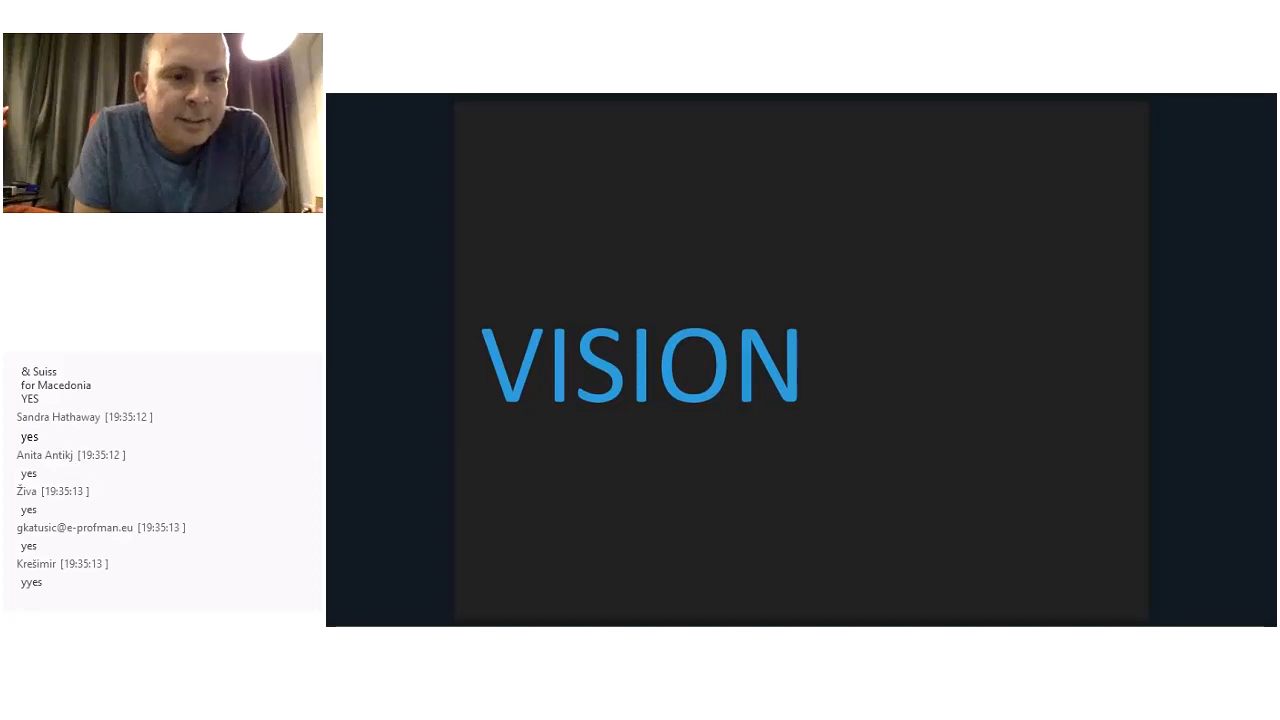 & Suiss
for Macedonia
YES
Sandra Hathaway [19:35:12 ]
yes
Anita Antikj [19:35:12 ]
yes
Živa [19:35:13 ]
yes
gkatusic@e-profman.eu [19:35:13 ]
yes
Krešimir [19:35:13 ]
yyes
VISION